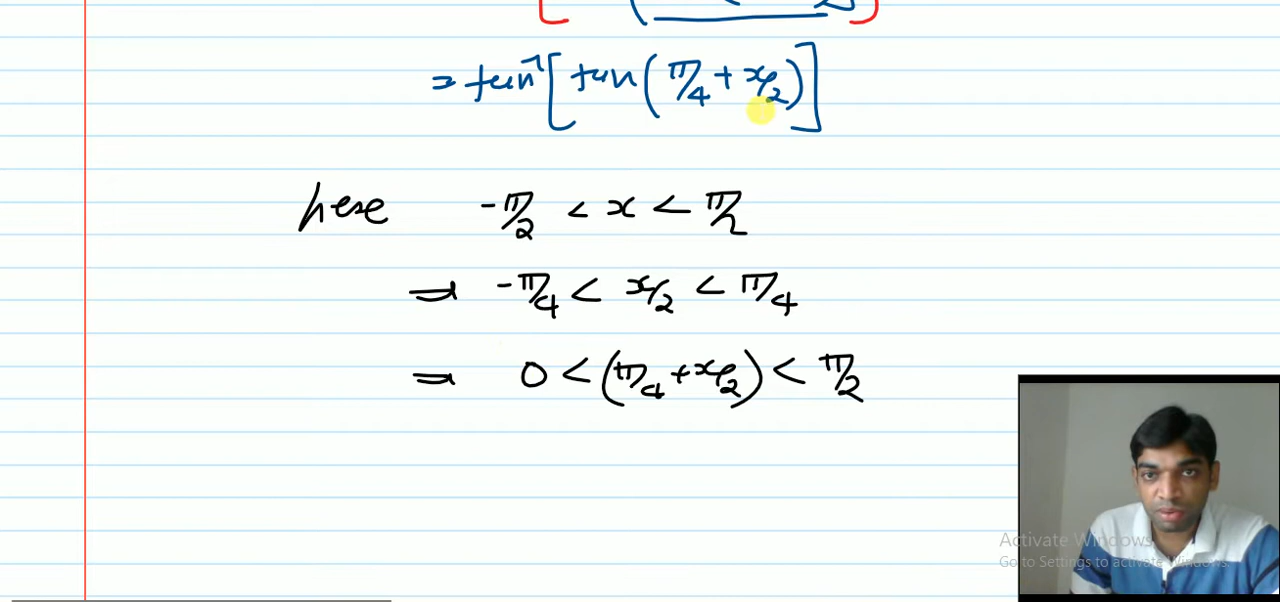 = tan⁻¹[tan(π/4 + x/2)]
here -π/2 < x < π/2
⇒ -π/4 < x/2 < π/4
⇒ 0 < (π/4 + x/2) < π/2
Activate Windows
Go to Settings to activate Windows.